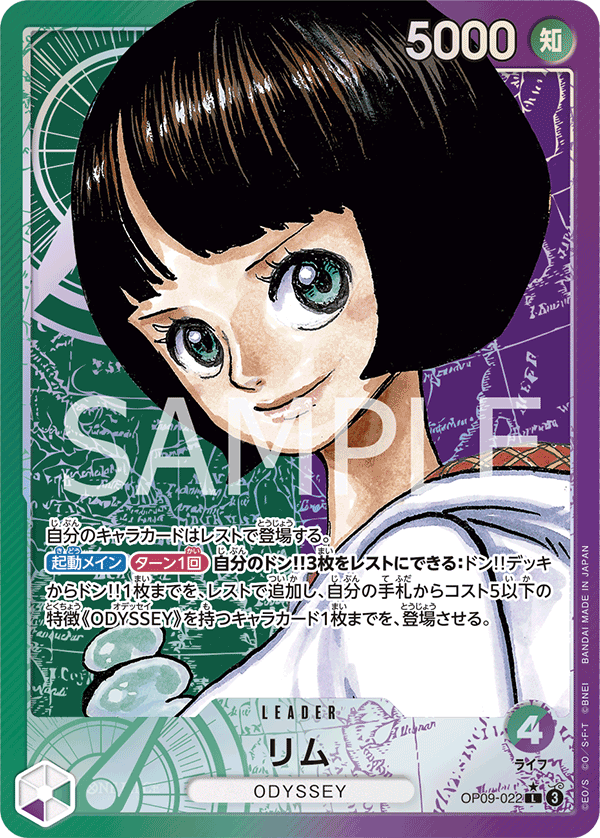 5000 知
SAMPLE
自分のキャラカードはレストで登場する。
起動メイン ターン1回 自分のドン!!3枚をレストにできる:ドン!!デッキ
からドン!!1枚までを、レストで追加し、自分の手札からコスト5以下の
特徴《ODYSSEY》を持つキャラカード1枚までを、登場させる。
LEADER
リム
ODYSSEY
4
ライフ
OP09-022 L 3
©E.O/S ©O/S・F・T ©BNEI BANDAI MADE IN JAPAN